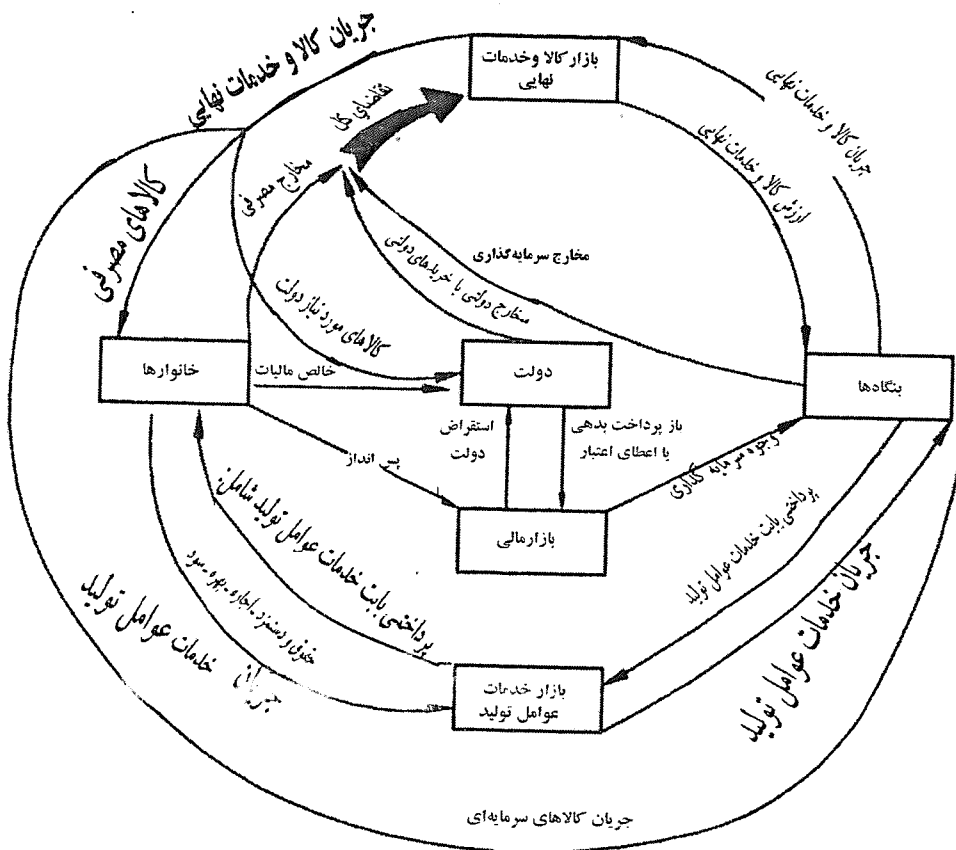 جریان کالا و خدمات نهایی
بازار کالا و خدمات
نهایی
جریان کالا و خدمات نهایی
ارزش کالا و خدمات نهایی
تقاضای کل
مخارج مصرفی
کالاهای مصرفی
مخارج سرمایه‌گذاری
مخارج دولتی یا خریدهای دولتی
کالاهای مورد نیاز دولت
خانوارها
خالص مالیات
دولت
بنگاهها
استقراض
دولت
باز پرداخت بدهی
یا اعطای اعتبار
پس انداز
وجوه سرمایه گذاری
بازار مالی
پرداختی بابت خدمات عوامل تولید
پرداختی بابت خدمات عوامل تولید شامل:
حقوق و دستمزد - اجاره - بهره - سود
جریان خدمات عوامل تولید
جریان خدمات عوامل تولید
بازار خدمات
عوامل تولید
جریان کالاهای سرمایه‌ای